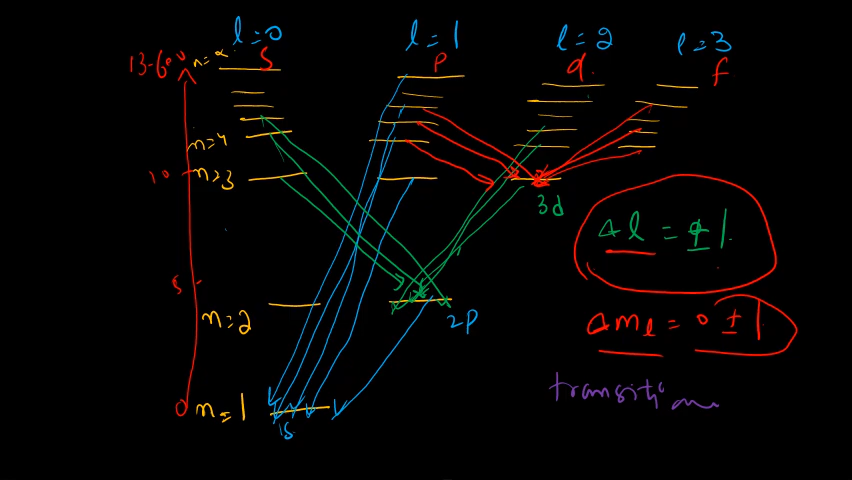 l=0 l=1 l=2 l=3
S P d f
13.6eV n=∝
n=4
10 n=3
3d
Δl = ±1
5
n=2 2P
Δml = 0 ±1
transition
0 n=1
1s